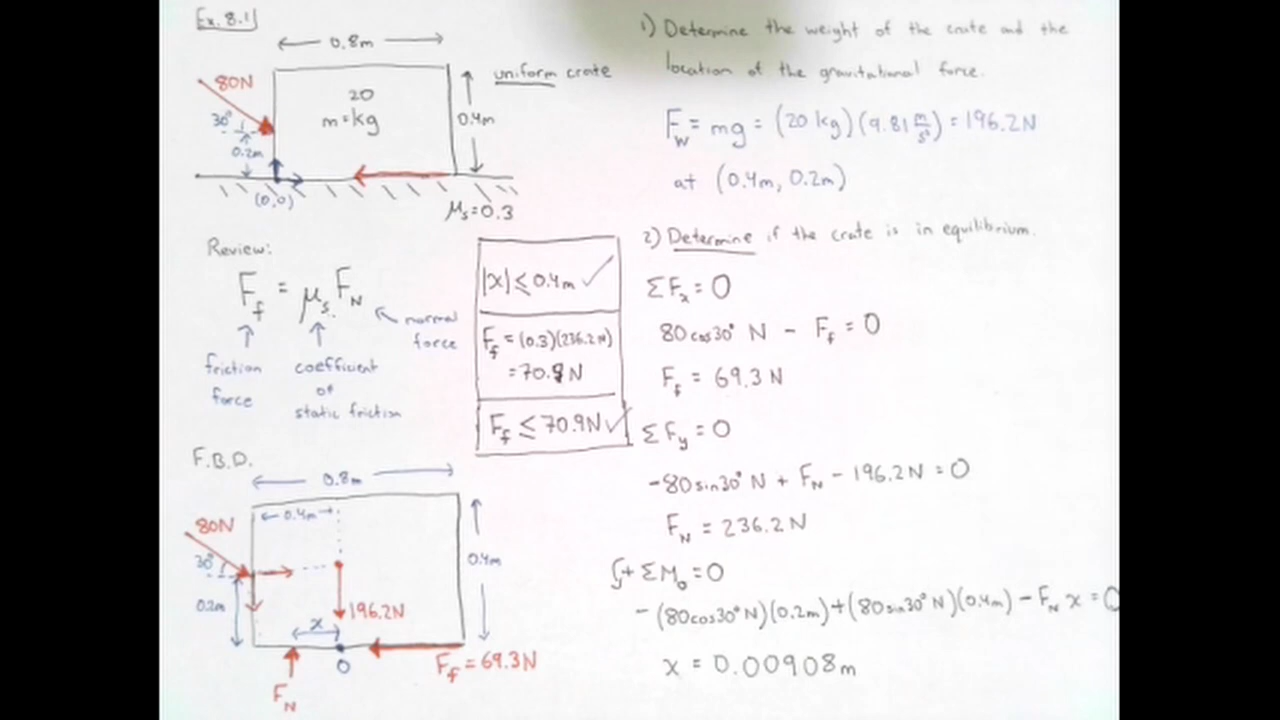 Ex. 8.1
0.8m
80N
30°
0.2m
20
m=kg
0.4m
uniform crate
(0,0)
μs=0.3
Review:
Ff = μs FN
normal
force
friction
force
coefficient
of
static friction
|x| ≤ 0.4m ✓
Ff = (0.3)(236.2N)
= 70.9 N
Ff ≤ 70.9N ✓
F.B.D.
0.8m
0.4m
80N
30°
0.2m
0.4m
196.2N
x
O
FN
Ff = 69.3N
1) Determine the weight of the crate and the
location of the gravitational force.
Fw = mg = (20 kg)(9.81 m/s²) = 196.2N
at (0.4m, 0.2m)
2) Determine if the crate is in equilibrium.
ΣFx = 0
80cos30° N - Ff = 0
Ff = 69.3 N
ΣFy = 0
-80sin30° N + FN - 196.2N = 0
FN = 236.2 N
↺+ ΣMo = 0
-(80cos30° N)(0.2m)+(80sin30° N)(0.4m) - FN x = 0
x = 0.00908m